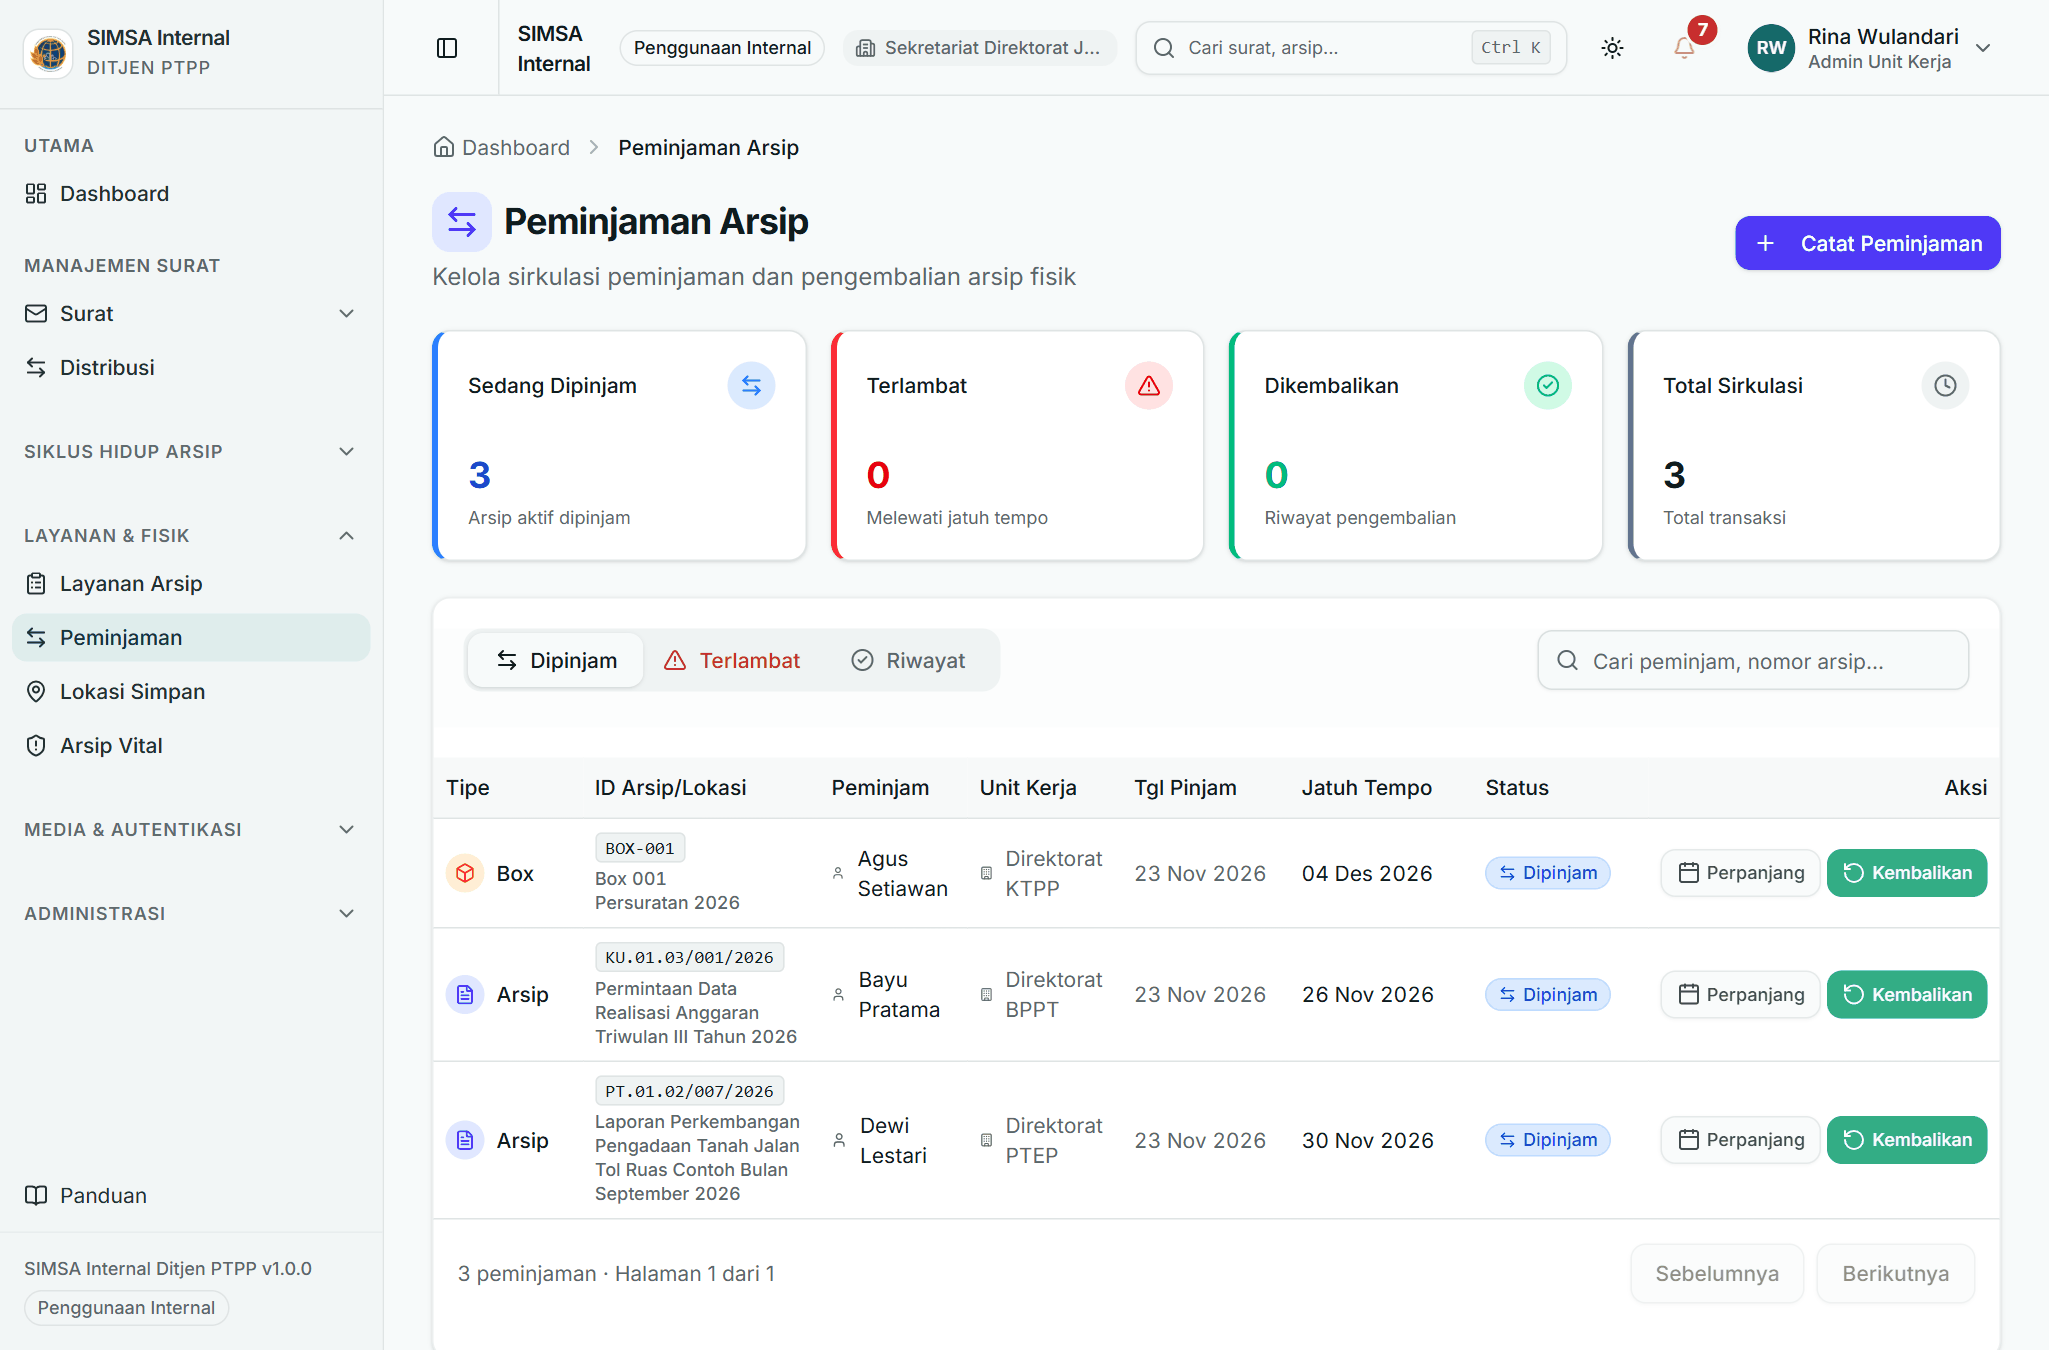 SIMSA Internal
DITJEN PTPP
UTAMA
Dashboard
MANAJEMEN SURAT
Surat
Distribusi
SIKLUS HIDUP ARSIP
LAYANAN & FISIK
Layanan Arsip
Peminjaman
Lokasi Simpan
Arsip Vital
MEDIA & AUTENTIKASI
ADMINISTRASI
Panduan
SIMSA Internal Ditjen PTPP v1.0.0
Penggunaan Internal
SIMSA
Internal
Penggunaan Internal
Sekretariat Direktorat J...
Cari surat, arsip...
Ctrl K
7
RW
Rina Wulandari
Admin Unit Kerja
Dashboard
Peminjaman Arsip
Peminjaman Arsip
Kelola sirkulasi peminjaman dan pengembalian arsip fisik
Catat Peminjaman
Sedang Dipinjam
3
Arsip aktif dipinjam
Terlambat
0
Melewati jatuh tempo
Dikembalikan
0
Riwayat pengembalian
Total Sirkulasi
3
Total transaksi
Dipinjam
Terlambat
Riwayat
Cari peminjam, nomor arsip...
Tipe
ID Arsip/Lokasi
Peminjam
Unit Kerja
Tgl Pinjam
Jatuh Tempo
Status
Aksi
Box
BOX-001
Box 001
Persuratan 2026
Agus
Setiawan
Direktorat
KTPP
23 Nov 2026
04 Des 2026
Dipinjam
Perpanjang
Kembalikan
Arsip
KU.01.03/001/2026
Permintaan Data
Realisasi Anggaran
Triwulan III Tahun 2026
Bayu
Pratama
Direktorat
BPPT
23 Nov 2026
26 Nov 2026
Dipinjam
Perpanjang
Kembalikan
Arsip
PT.01.02/007/2026
Laporan Perkembangan
Pengadaan Tanah Jalan
Tol Ruas Contoh Bulan
September 2026
Dewi
Lestari
Direktorat
PTEP
23 Nov 2026
30 Nov 2026
Dipinjam
Perpanjang
Kembalikan
3 peminjaman · Halaman 1 dari 1
Sebelumnya
Berikutnya